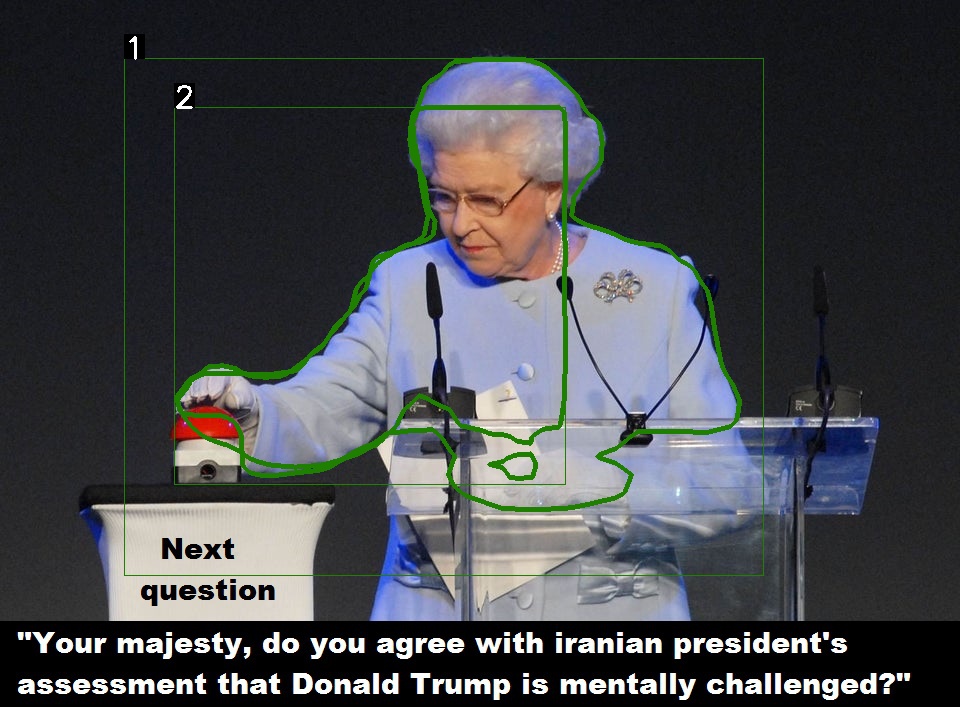 1
2
Next
question
"Your majesty, do you agree with iranian president's
assessment that Donald Trump is mentally challenged?"